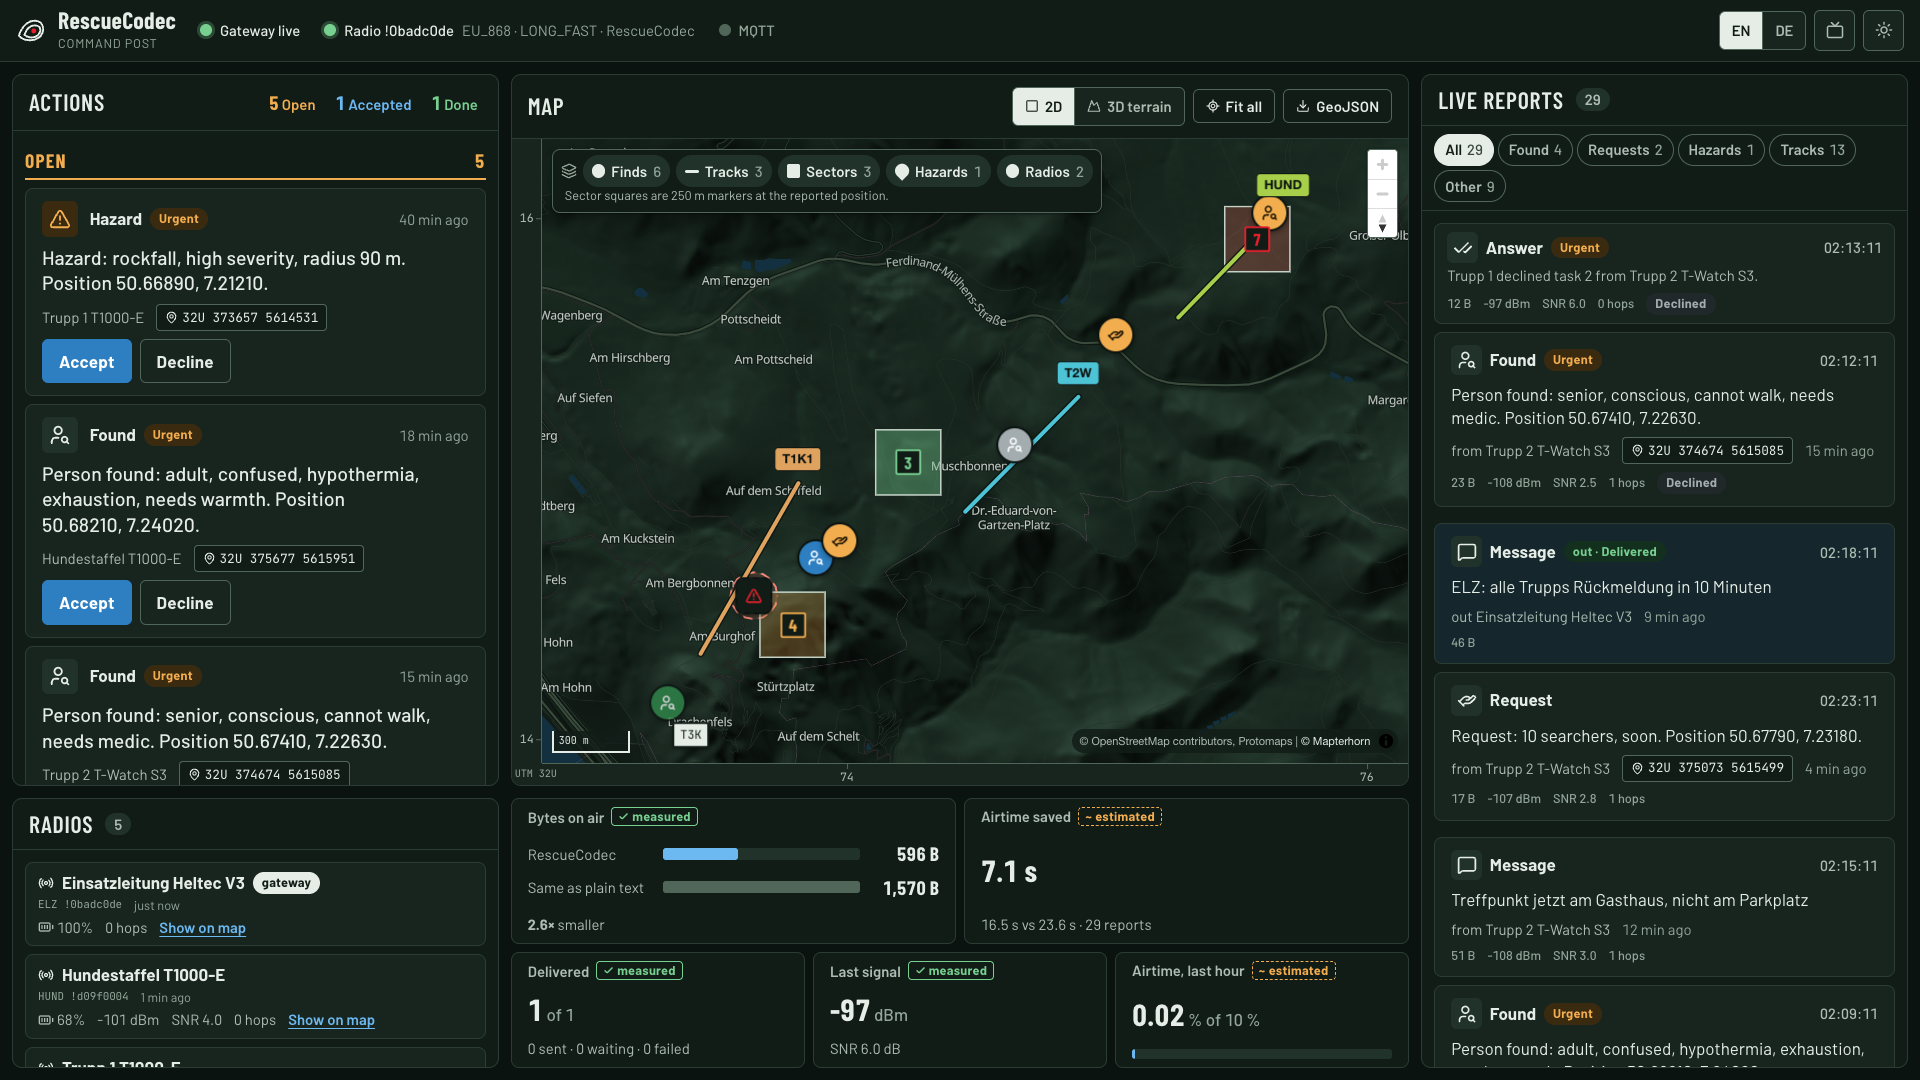 RescueCodec
COMMAND POST
Gateway live
Radio !0badc0de EU_868 · LONG_FAST · RescueCodec
MQTT
EN
DE
ACTIONS
5 Open
1 Accepted
1 Done
OPEN
5
Hazard
Urgent
40 min ago
Hazard: rockfall, high severity, radius 90 m.
Position 50.66890, 7.21210.
Trupp 1 T1000-E
32U 373657 5614531
Accept
Decline
Found
Urgent
18 min ago
Person found: adult, confused, hypothermia,
exhaustion, needs warmth. Position
50.68210, 7.24020.
Hundestaffel T1000-E
32U 375677 5615951
Accept
Decline
Found
Urgent
15 min ago
Person found: senior, conscious, cannot walk,
needs medic. Position 50.67410, 7.22630.
Trupp 2 T-Watch S3
32U 374674 5615085
RADIOS
5
Einsatzleitung Heltec V3
gateway
ELZ !0badc0de just now
100% 0 hops Show on map
Hundestaffel T1000-E
HUND !d09f0004 1 min ago
68% -101 dBm SNR 4.0 0 hops Show on map
Trupp 1 T1000-E
MAP
2D
3D terrain
Fit all
GeoJSON
Finds 6
Tracks 3
Sectors 3
Hazards 1
Radios 2
Sector squares are 250 m markers at the reported position.
HUND
7
16
Ferdinand-Mülhens-Straße
Am Tenzgen
Wagenberg
Pottscheidt
Am Hirschberg
Am Pottscheid
T2W
Auf Siefen
Margar
erg
T1K1
3
Muschbonnen
Auf dem Schifeld
dtberg
Dr.-Eduard-von-
Gartzen-Platz
Am Kuckstein
Fels
Am Bergbonnen
4
Hohn
Am Burghof
Am Hohn
Stürtzplatz
Drachenfels
T3K
Auf dem Schelt
14
300 m
© OpenStreetMap contributors, Protomaps | © Mapterhorn
UTM 32U
74
76
Bytes on air
measured
RescueCodec
596 B
Same as plain text
1,570 B
2.6× smaller
Airtime saved
~ estimated
7.1 s
16.5 s vs 23.6 s · 29 reports
Delivered
measured
1 of 1
0 sent · 0 waiting · 0 failed
Last signal
measured
-97 dBm
SNR 6.0 dB
Airtime, last hour
~ estimated
0.02 % of 10 %
LIVE REPORTS
29
All 29
Found 4
Requests 2
Hazards 1
Tracks 13
Other 9
Answer
Urgent
02:13:11
Trupp 1 declined task 2 from Trupp 2 T-Watch S3.
12 B -97 dBm SNR 6.0 0 hops Declined
Found
Urgent
02:12:11
Person found: senior, conscious, cannot walk, needs
medic. Position 50.67410, 7.22630.
from Trupp 2 T-Watch S3
32U 374674 5615085
15 min ago
23 B -108 dBm SNR 2.5 1 hops Declined
Message
out · Delivered
02:18:11
ELZ: alle Trupps Rückmeldung in 10 Minuten
out Einsatzleitung Heltec V3 9 min ago
46 B
Request
02:23:11
Request: 10 searchers, soon. Position 50.67790, 7.23180.
from Trupp 2 T-Watch S3
32U 375073 5615499
4 min ago
17 B -107 dBm SNR 2.8 1 hops
Message
02:15:11
Treffpunkt jetzt am Gasthaus, nicht am Parkplatz
from Trupp 2 T-Watch S3 12 min ago
51 B -108 dBm SNR 3.0 1 hops
Found
Urgent
02:09:11
Person found: adult, confused, hypothermia, exhaustion,